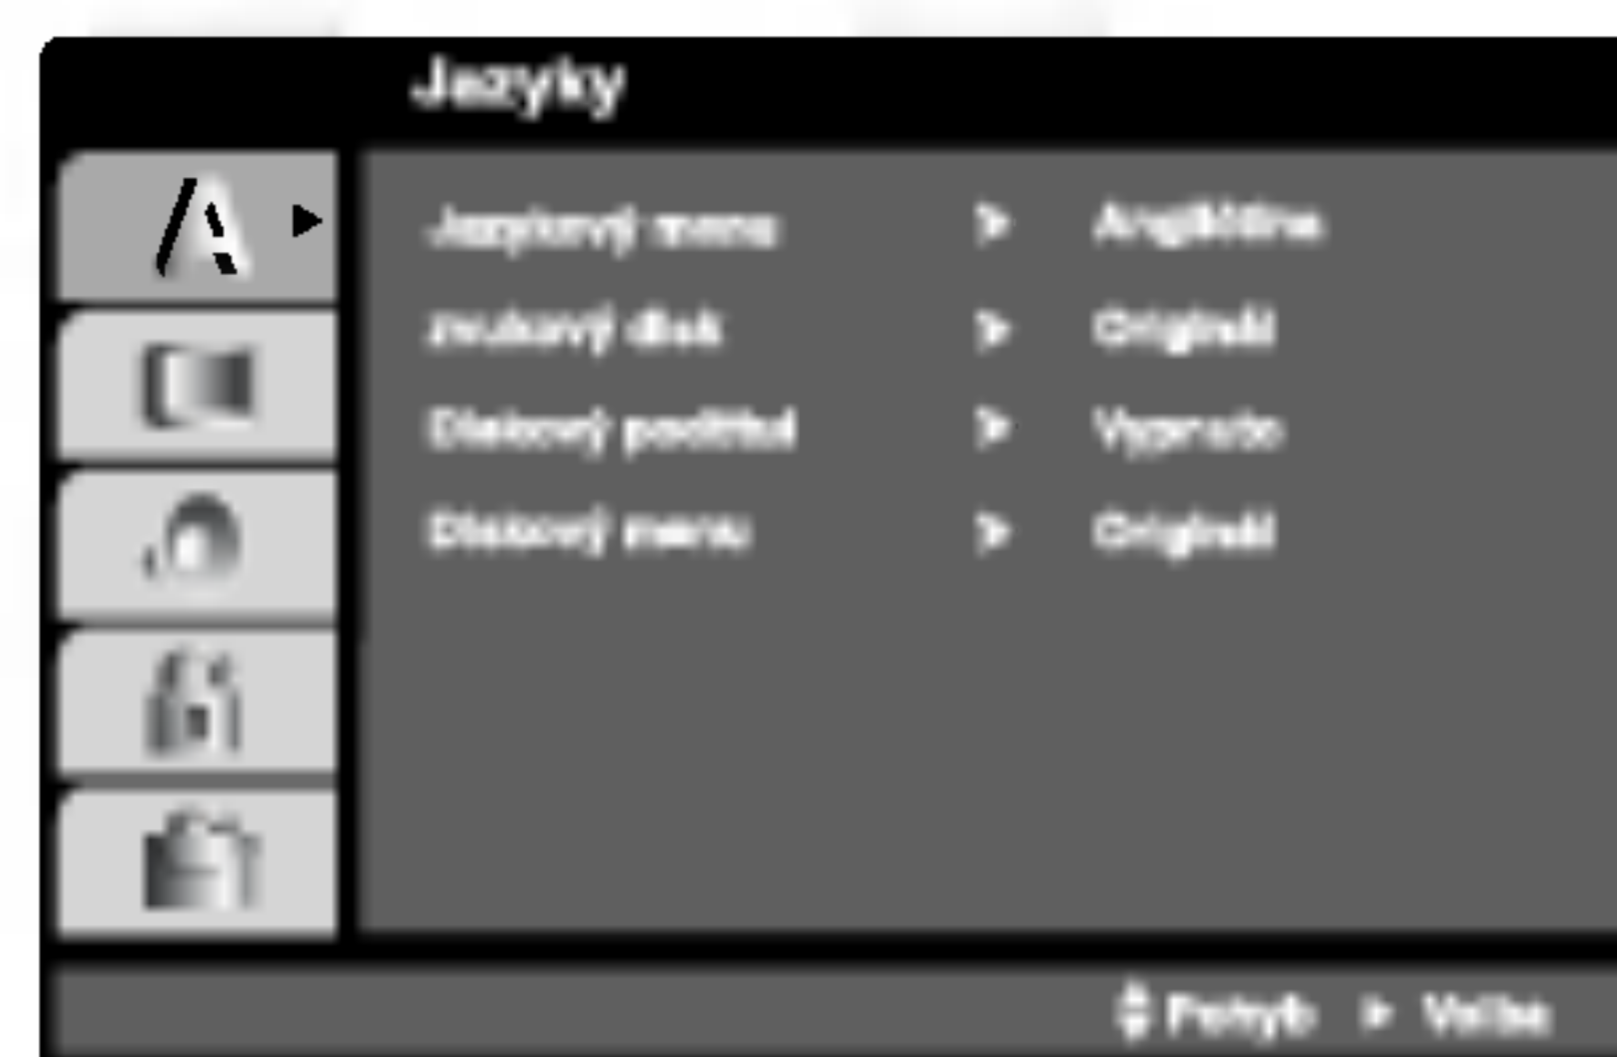 Jazyky
Jazykový menu Angličtina
zvukový disk Originál
Diskový podtitul Vypnuto
Diskový menu Originál
Pohyb Volba